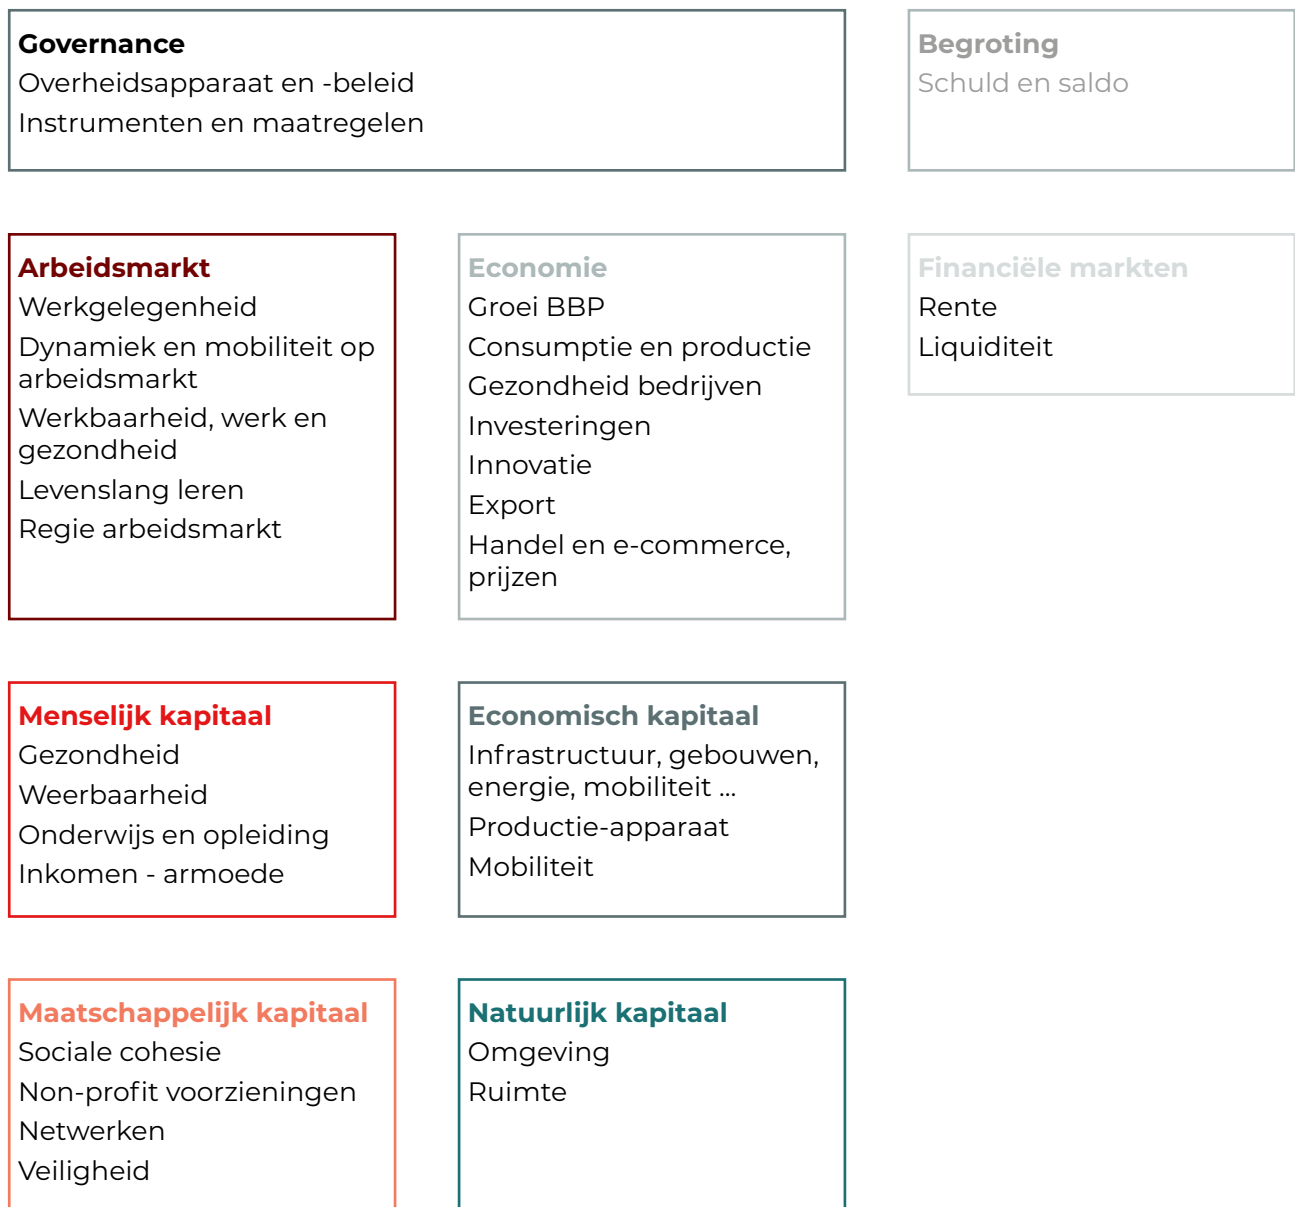 Governance
Overheidsapparaat en -beleid
Instrumenten en maatregelen
Begroting
Schuld en saldo
Arbeidsmarkt
Werkgelegenheid
Dynamiek en mobiliteit op
arbeidsmarkt
Werkbaarheid, werk en
gezondheid
Levenslang leren
Regie arbeidsmarkt
Economie
Groei BBP
Consumptie en productie
Gezondheid bedrijven
Investeringen
Innovatie
Export
Handel en e-commerce,
prijzen
Financiële markten
Rente
Liquiditeit
Menselijk kapitaal
Gezondheid
Weerbaarheid
Onderwijs en opleiding
Inkomen - armoede
Economisch kapitaal
Infrastructuur, gebouwen,
energie, mobiliteit ...
Productie-apparaat
Mobiliteit
Maatschappelijk kapitaal
Sociale cohesie
Non-profit voorzieningen
Netwerken
Veiligheid
Natuurlijk kapitaal
Omgeving
Ruimte